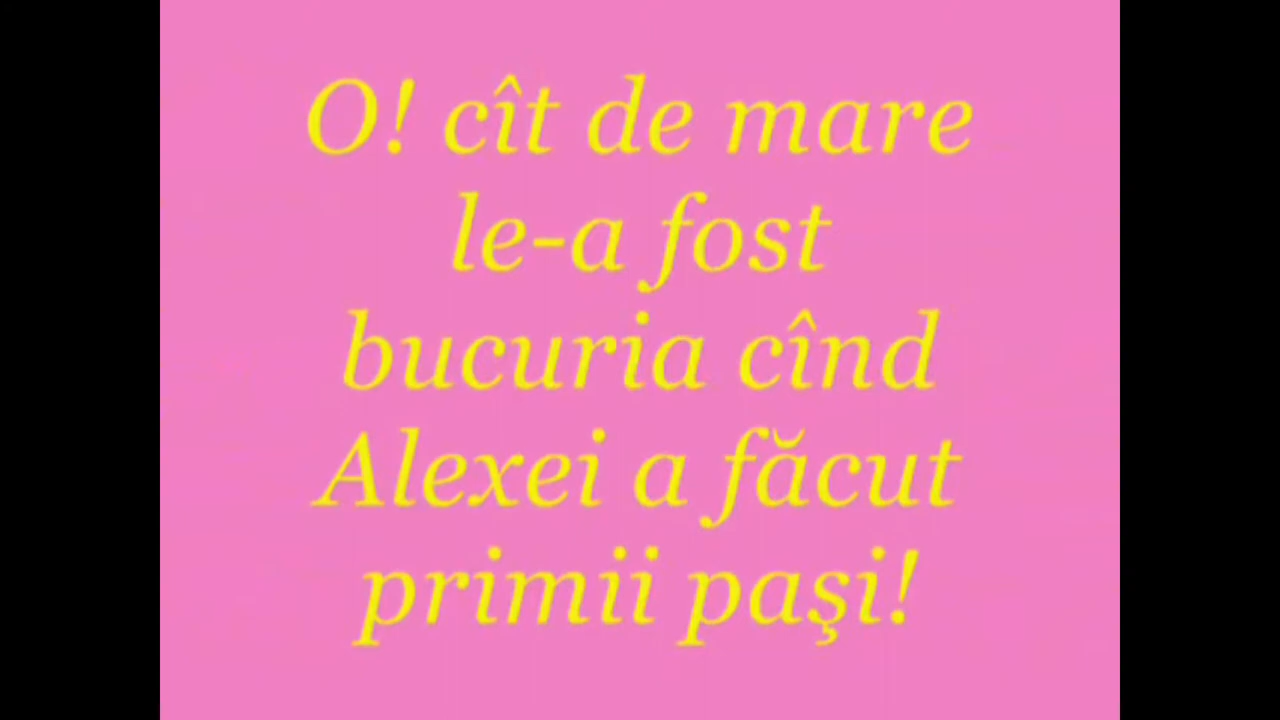 O! cît de mare
le-a fost
bucuria cînd
Alexei a făcut
primii paşi!